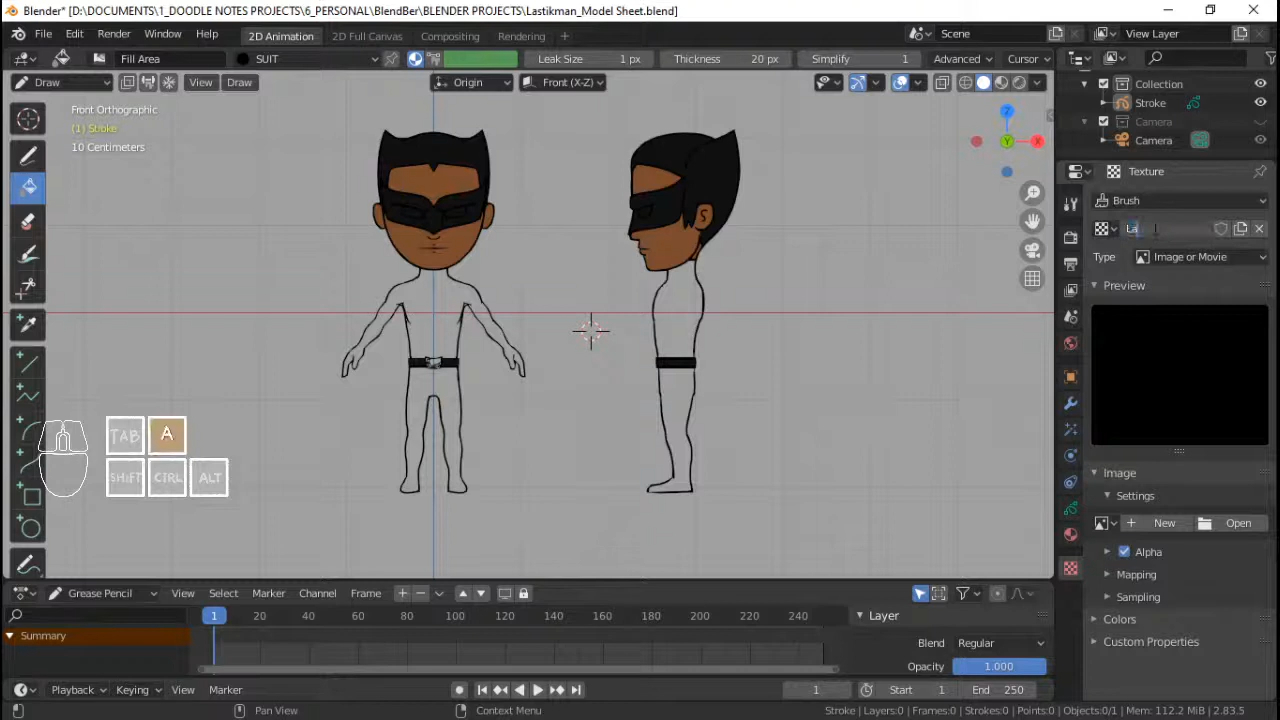 Blender* [D:\DOCUMENTS\1_DOODLE NOTES PROJECTS\6_PERSONAL\BlendBer\BLENDER PROJECTS\Lastikman_Model Sheet.blend]
File Edit Render Window Help 2D Animation 2D Full Canvas Compositing Rendering Scene View Layer
Fill Area SUIT Leak Size 1 px Thickness 20 px Simplify 1 Advanced Cursor
Draw View Draw Origin Front (X-Z)
Collection
Stroke
Camera
Camera
Front Orthographic
(1) Stroke
10 Centimeters
Z
Y
X
Texture
Brush
La
Type Image or Movie
Preview
TAB A
SHIFT CTRL ALT
Image
Settings
New Open
Alpha
Mapping
Sampling
Colors
Custom Properties
Grease Pencil View Select Marker Channel Frame
1 20 40 60 80 100 120 140 160 180 200 220 240
Summary
Layer
Blend Regular
Opacity 1.000
Playback Keying View Marker 1 Start 1 End 250
Pan View Context Menu Stroke | Layers:0 | Frames:0 | Strokes:0 | Points:0 | Objects:0/1 | Mem: 112.2 MiB | 2.83.5